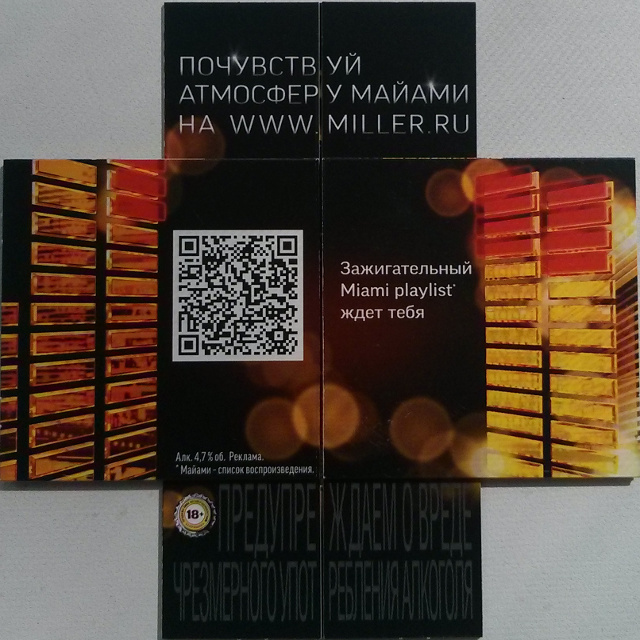 ПОЧУВСТВУЙ
АТМОСФЕРУ МАЙАМИ
НА WWW.MILLER.RU
Зажигательный
Miami playlist*
ждет тебя
Алк. 4,7% об. Реклама.
* Майами - список воспроизведения.
18+
ПРЕДУПРЕЖДАЕМ О ВРЕДЕ
ЧРЕЗМЕРНОГО УПОТРЕБЛЕНИЯ АЛКОГОЛЯ